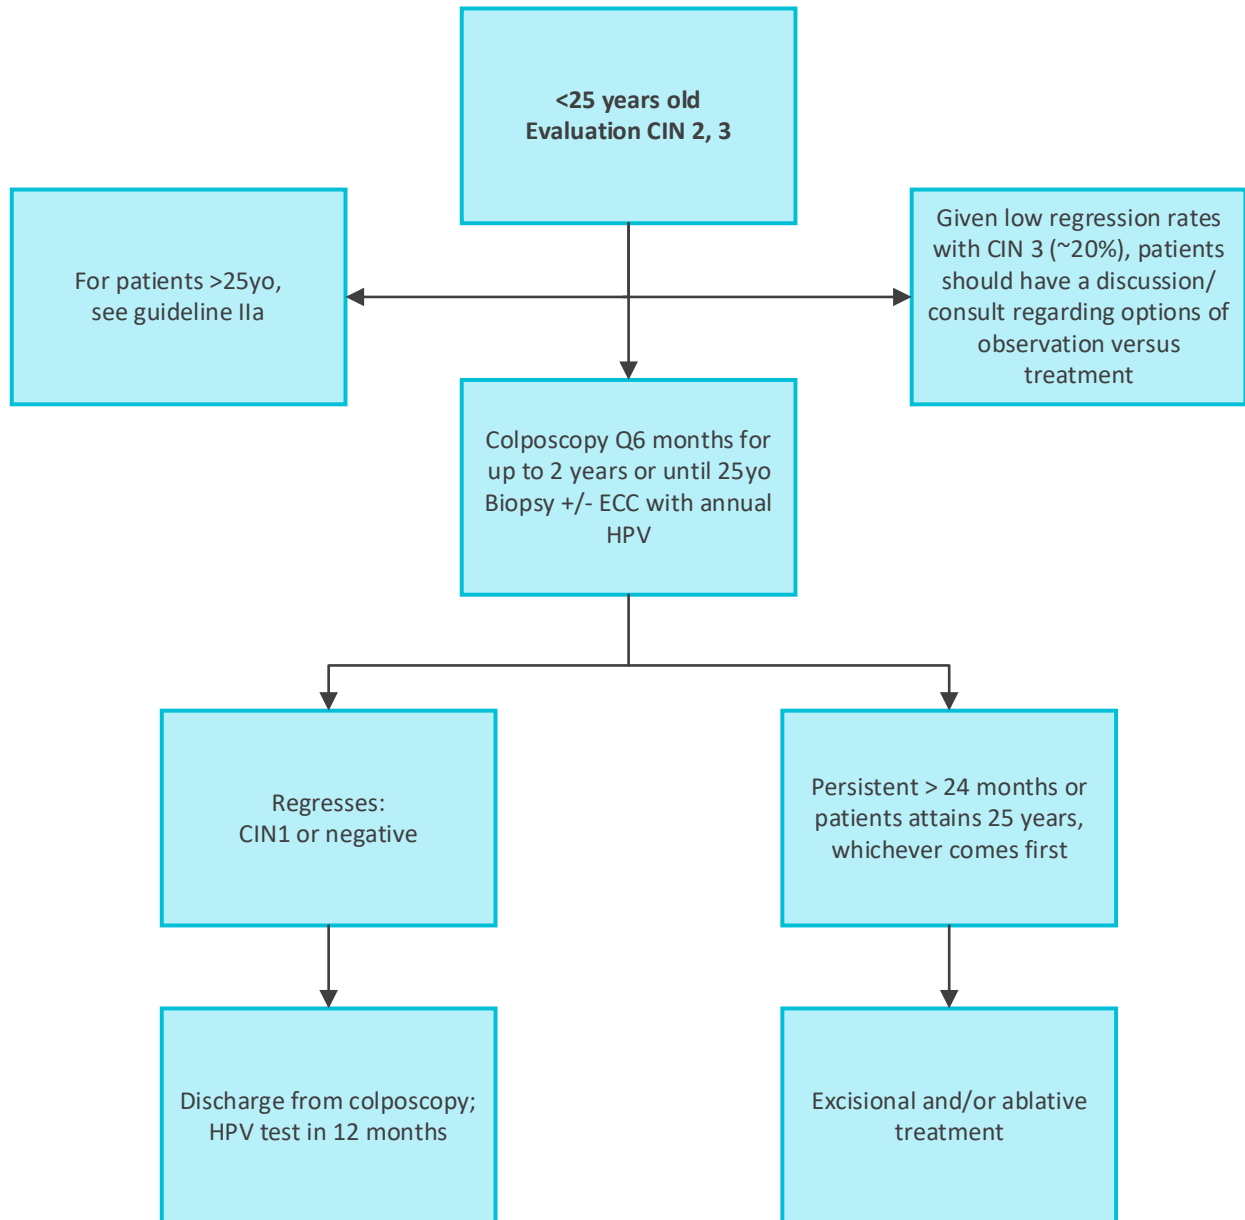 <25 years old
Evaluation CIN 2, 3
For patients >25yo,
see guideline IIa
Given low regression rates
with CIN 3 (~20%), patients
should have a discussion/
consult regarding options of
observation versus
treatment
Colposcopy Q6 months for
up to 2 years or until 25yo
Biopsy +/- ECC with annual
HPV
Regresses:
CIN1 or negative
Persistent > 24 months or
patients attains 25 years,
whichever comes first
Discharge from colposcopy;
HPV test in 12 months
Excisional and/or ablative
treatment